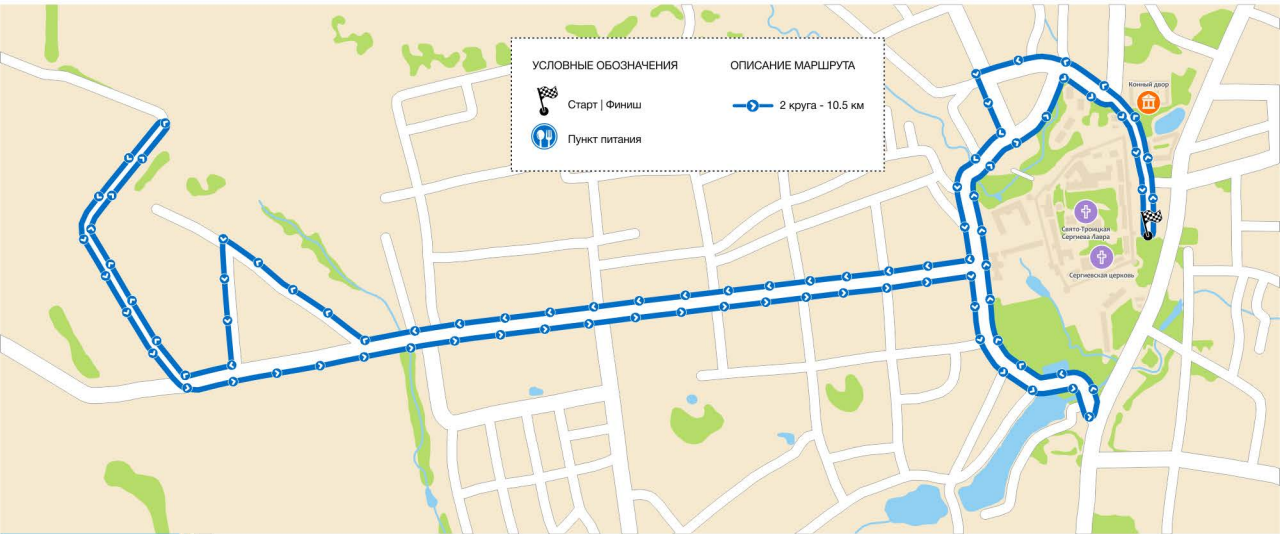 УСЛОВНЫЕ ОБОЗНАЧЕНИЯ
Старт | Финиш
Пункт питания
ОПИСАНИЕ МАРШРУТА
2 круга - 10.5 км
Конный двор
Свято-Троицкая
Сергиева Лавра
Сергиевская церковь